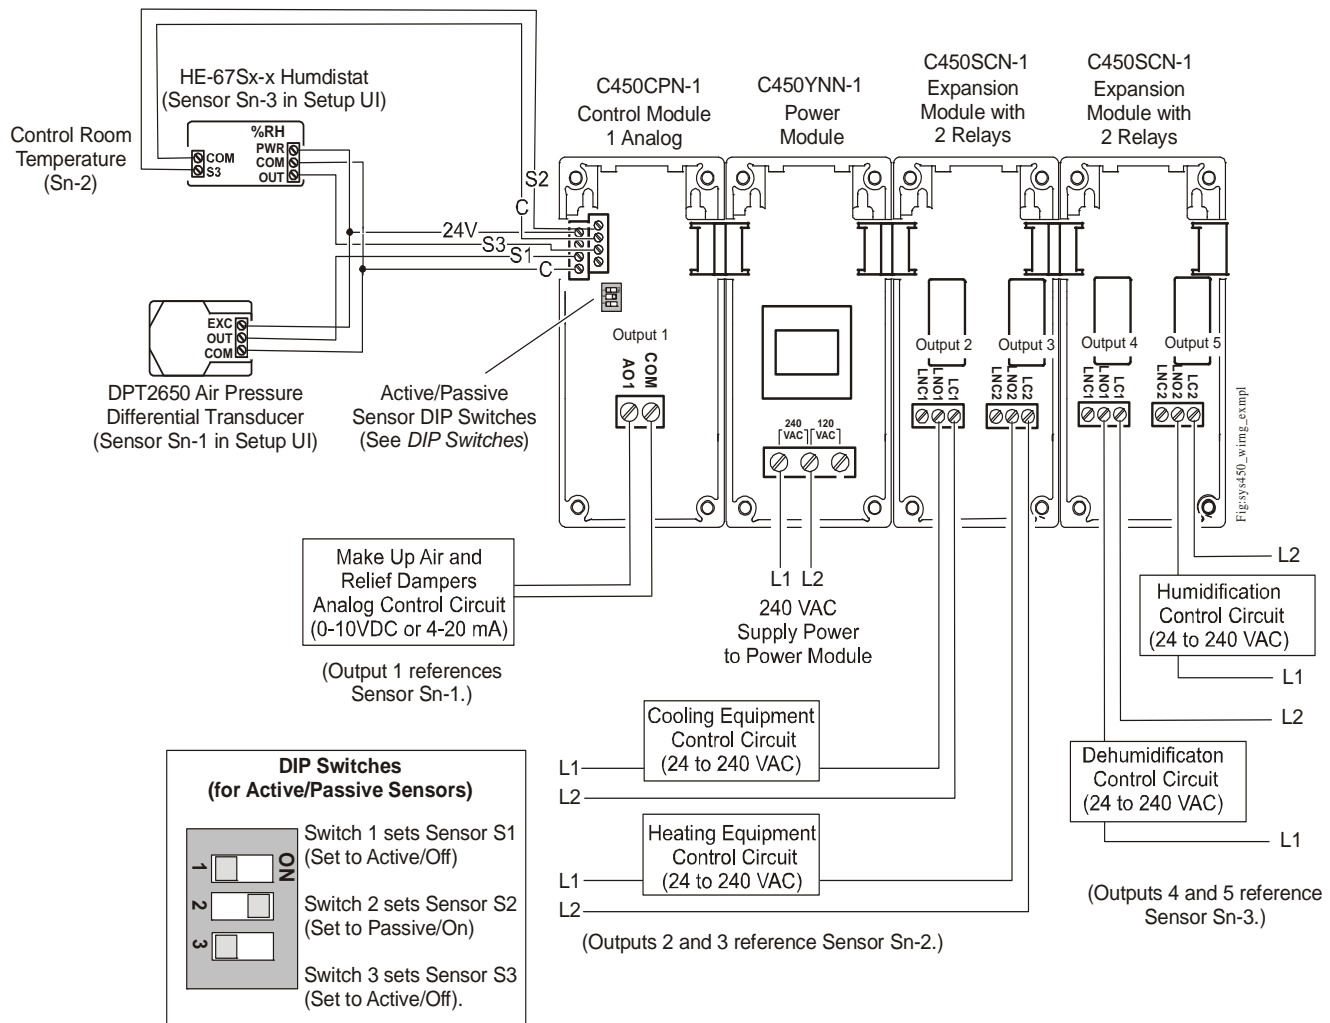 HE-67Sx-x Humdistat
(Sensor Sn-3 in Setup UI)
Control Room
Temperature
(Sn-2)
%RH
PWR
COM
OUT
COM
S3
C450CPN-1
Control Module
1 Analog
C450YNN-1
Power
Module
C450SCN-1
Expansion
Module with
2 Relays
C450SCN-1
Expansion
Module with
2 Relays
S2
C
24V
S3
S1
C
EXC
OUT
COM
DPT2650 Air Pressure
Differential Transducer
(Sensor Sn-1 in Setup UI)
Active/Passive
Sensor DIP Switches
(See DIP Switches)
Output 1
AO1
COM
240
VAC
120
VAC
Output 2
LNC1
LNO1
LC1
Output 3
LNC2
LNO2
LC2
Output 4
LNC1
LNO1
LC1
Output 5
LNC2
LNO2
LC2
Fig:sys450_wirng_exmpl
Make Up Air and
Relief Dampers
Analog Control Circuit
(0-10VDC or 4-20 mA)
(Output 1 references
Sensor Sn-1.)
L1 L2
240 VAC
Supply Power
to Power Module
L2
Humidification
Control Circuit
(24 to 240 VAC)
L1
L2
Dehumidificaton
Control Circuit
(24 to 240 VAC)
L1
(Outputs 4 and 5 reference
Sensor Sn-3.)
Cooling Equipment
Control Circuit
(24 to 240 VAC)
L1
L2
Heating Equipment
Control Circuit
(24 to 240 VAC)
L1
L2
(Outputs 2 and 3 reference Sensor Sn-2.)
DIP Switches
(for Active/Passive Sensors)
ON
1
2
3
Switch 1 sets Sensor S1
(Set to Active/Off)
Switch 2 sets Sensor S2
(Set to Passive/On)
Switch 3 sets Sensor S3
(Set to Active/Off).